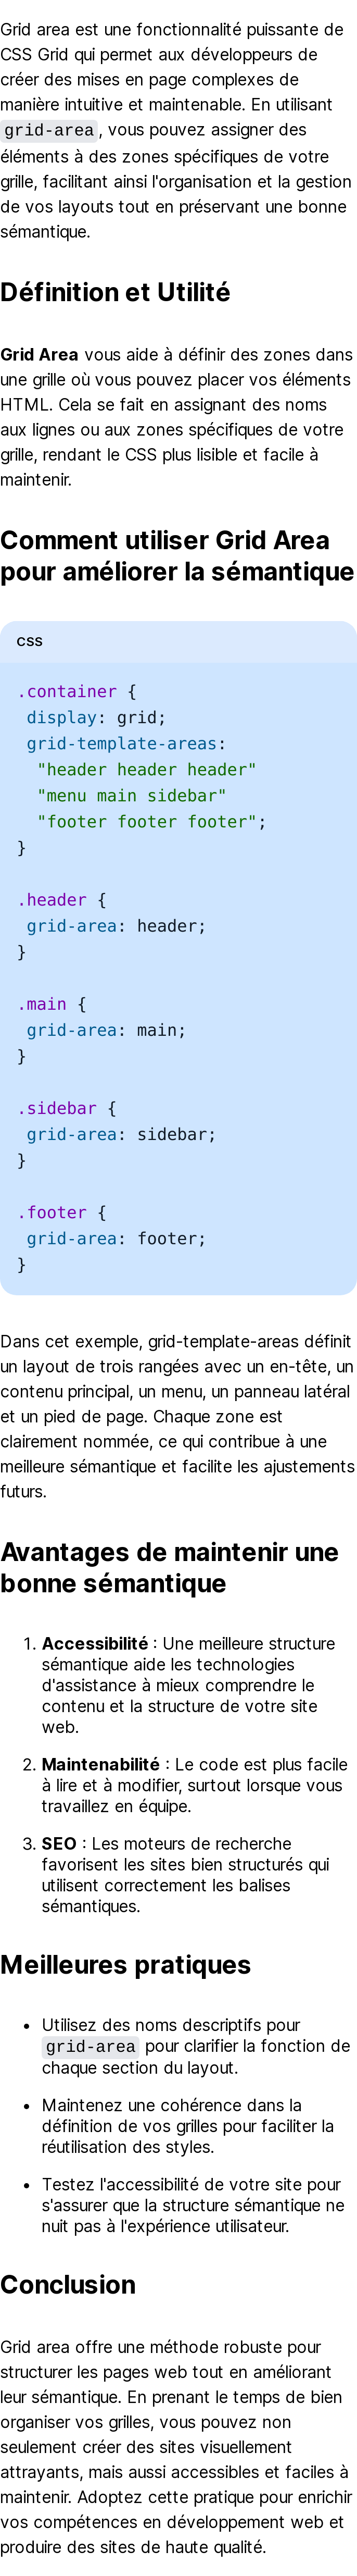 Grid area est une fonctionnalité puissante de
CSS Grid qui permet aux développeurs de
créer des mises en page complexes de
manière intuitive et maintenable. En utilisant
grid-area, vous pouvez assigner des
éléments à des zones spécifiques de votre
grille, facilitant ainsi l'organisation et la gestion
de vos layouts tout en préservant une bonne
sémantique.
Définition et Utilité
Grid Area vous aide à définir des zones dans
une grille où vous pouvez placer vos éléments
HTML. Cela se fait en assignant des noms
aux lignes ou aux zones spécifiques de votre
grille, rendant le CSS plus lisible et facile à
maintenir.
Comment utiliser Grid Area
pour améliorer la sémantique
css
.container {
 display: grid;
 grid-template-areas:
  "header header header"
  "menu main sidebar"
  "footer footer footer";
}
.header {
 grid-area: header;
}
.main {
 grid-area: main;
}
.sidebar {
 grid-area: sidebar;
}
.footer {
 grid-area: footer;
}
Dans cet exemple, grid-template-areas définit
un layout de trois rangées avec un en-tête, un
contenu principal, un menu, un panneau latéral
et un pied de page. Chaque zone est
clairement nommée, ce qui contribue à une
meilleure sémantique et facilite les ajustements
futurs.
Avantages de maintenir une
bonne sémantique
1. Accessibilité : Une meilleure structure
sémantique aide les technologies
d'assistance à mieux comprendre le
contenu et la structure de votre site
web.
2. Maintenabilité : Le code est plus facile
à lire et à modifier, surtout lorsque vous
travaillez en équipe.
3. SEO : Les moteurs de recherche
favorisent les sites bien structurés qui
utilisent correctement les balises
sémantiques.
Meilleures pratiques
• Utilisez des noms descriptifs pour
grid-area pour clarifier la fonction de
chaque section du layout.
• Maintenez une cohérence dans la
définition de vos grilles pour faciliter la
réutilisation des styles.
• Testez l'accessibilité de votre site pour
s'assurer que la structure sémantique ne
nuit pas à l'expérience utilisateur.
Conclusion
Grid area offre une méthode robuste pour
structurer les pages web tout en améliorant
leur sémantique. En prenant le temps de bien
organiser vos grilles, vous pouvez non
seulement créer des sites visuellement
attrayants, mais aussi accessibles et faciles à
maintenir. Adoptez cette pratique pour enrichir
vos compétences en développement web et
produire des sites de haute qualité.